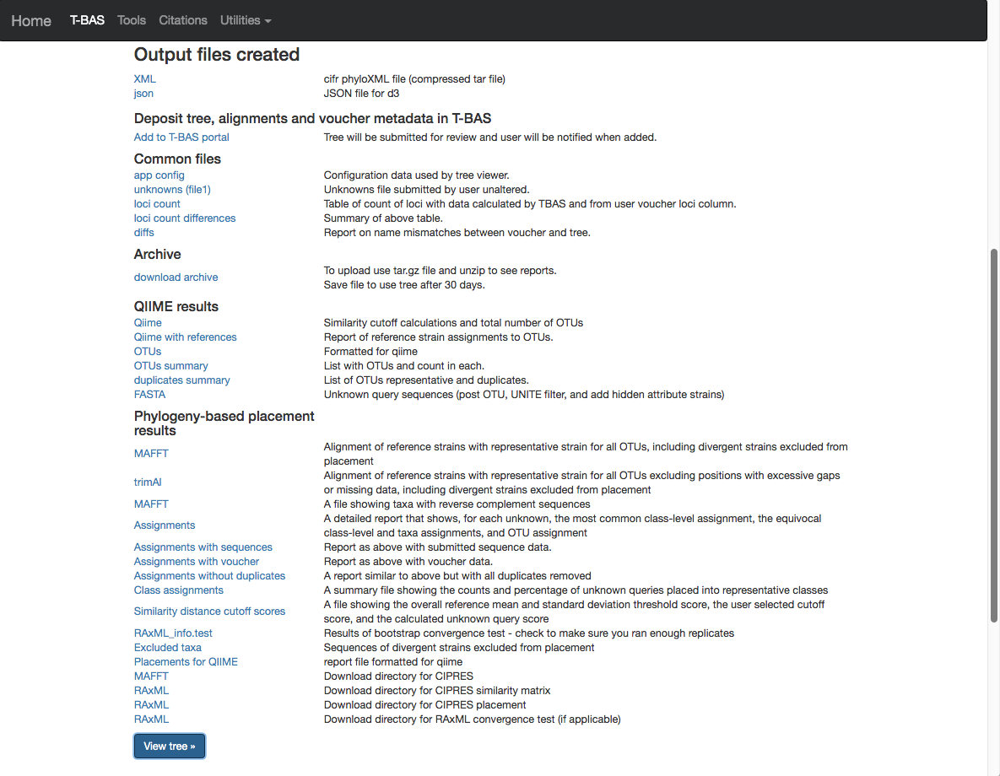 Home T-BAS Tools Citations Utilities
Output files created
XML cifr phyloXML file (compressed tar file)
json JSON file for d3
Deposit tree, alignments and voucher metadata in T-BAS
Add to T-BAS portal Tree will be submitted for review and user will be notified when added.
Common files
app config Configuration data used by tree viewer.
unknowns (file1) Unknowns file submitted by user unaltered.
loci count Table of count of loci with data calculated by TBAS and from user voucher loci column.
loci count differences Summary of above table.
diffs Report on name mismatches between voucher and tree.
Archive
download archive To upload use tar.gz file and unzip to see reports.
Save file to use tree after 30 days.
QIIME results
Qiime Similarity cutoff calculations and total number of OTUs
Qiime with references Report of reference strain assignments to OTUs.
OTUs Formatted for qiime
OTUs summary List with OTUs and count in each.
duplicates summary List of OTUs representative and duplicates.
FASTA Unknown query sequences (post OTU, UNITE filter, and add hidden attribute strains)
Phylogeny-based placement
results
MAFFT Alignment of reference strains with representative strain for all OTUs, including divergent strains excluded from
placement
trimAl Alignment of reference strains with representative strain for all OTUs excluding positions with excessive gaps
or missing data, including divergent strains excluded from placement
MAFFT A file showing taxa with reverse complement sequences
Assignments A detailed report that shows, for each unknown, the most common class-level assignment, the equivocal
class-level and taxa assignments, and OTU assignment
Assignments with sequences Report as above with submitted sequence data.
Assignments with voucher Report as above with voucher data.
Assignments without duplicates A report similar to above but with all duplicates removed
Class assignments A summary file showing the counts and percentage of unknown queries placed into representative classes
Similarity distance cutoff scores A file showing the overall reference mean and standard deviation threshold score, the user selected cutoff
score, and the calculated unknown query score
RAxML_info.test Results of bootstrap convergence test - check to make sure you ran enough replicates
Excluded taxa Sequences of divergent strains excluded from placement
Placements for QIIME report file formatted for qiime
MAFFT Download directory for CIPRES
RAxML Download directory for CIPRES similarity matrix
RAxML Download directory for CIPRES placement
RAxML Download directory for RAxML convergence test (if applicable)
View tree »